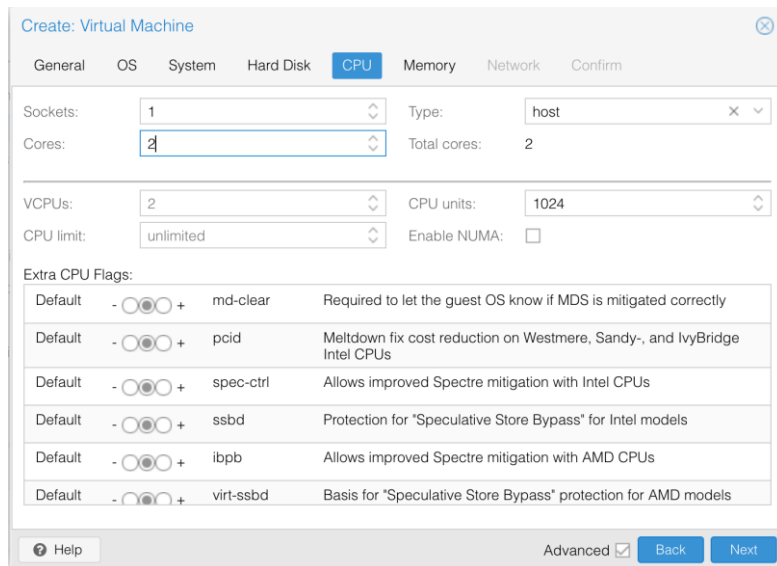 Create: Virtual Machine
General OS System Hard Disk CPU Memory Network Confirm
Sockets: 1 Type: host
Cores: 2 Total cores: 2
VCPUs: 2 CPU units: 1024
CPU limit: unlimited Enable NUMA:
Extra CPU Flags:
Default - + md-clear Required to let the guest OS know if MDS is mitigated correctly
Default - + pcid Meltdown fix cost reduction on Westmere, Sandy-, and IvyBridge
Intel CPUs
Default - + spec-ctrl Allows improved Spectre mitigation with Intel CPUs
Default - + ssbd Protection for "Speculative Store Bypass" for Intel models
Default - + ibpb Allows improved Spectre mitigation with AMD CPUs
Default - + virt-ssbd Basis for "Speculative Store Bypass" protection for AMD models
? Help Advanced Back Next